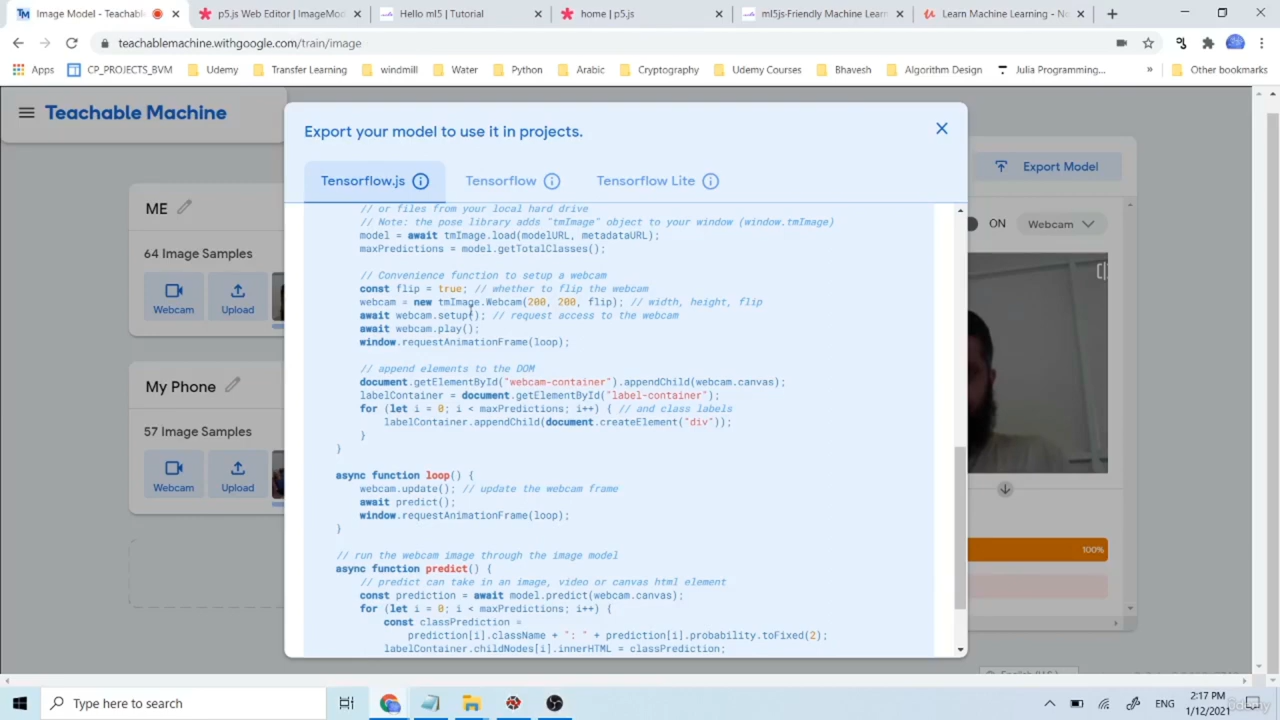 Image Model - Teachable
p5.js Web Editor | ImageMod
Hello ml5 | Tutorial
home | p5.js
ml5js·Friendly Machine Learn
Learn Machine Learning - No
teachablemachine.withgoogle.com/train/image
Apps CP_PROJECTS_BVM Udemy Transfer Learning windmill Water Python Arabic Cryptography Udemy Courses Bhavesh Algorithm Design Julia Programming... » Other bookmarks
Teachable Machine
Export your model to use it in projects.
Tensorflow.js Tensorflow Tensorflow Lite
Export Model
ME
64 Image Samples
Webcam Upload
My Phone
57 Image Samples
Webcam Upload
// or files from your local hard drive
// Note: the pose library adds "tmImage" object to your window (window.tmImage)
model = await tmImage.load(modelURL, metadataURL);
maxPredictions = model.getTotalClasses();
// Convenience function to setup a webcam
const flip = true; // whether to flip the webcam
webcam = new tmImage.Webcam(200, 200, flip); // width, height, flip
await webcam.setup(); // request access to the webcam
await webcam.play();
window.requestAnimationFrame(loop);
// append elements to the DOM
document.getElementById("webcam-container").appendChild(webcam.canvas);
labelContainer = document.getElementById("label-container");
for (let i = 0; i < maxPredictions; i++) { // and class labels
labelContainer.appendChild(document.createElement("div"));
}
}
async function loop() {
webcam.update(); // update the webcam frame
await predict();
window.requestAnimationFrame(loop);
}
// run the webcam image through the image model
async function predict() {
// predict can take in an image, video or canvas html element
const prediction = await model.predict(webcam.canvas);
for (let i = 0; i < maxPredictions; i++) {
const classPrediction =
prediction[i].className + ": " + prediction[i].probability.toFixed(2);
labelContainer.childNodes[i].innerHTML = classPrediction;
ON Webcam
100%
Type here to search
ENG
2:17 PM
1/12/2021
Udemy